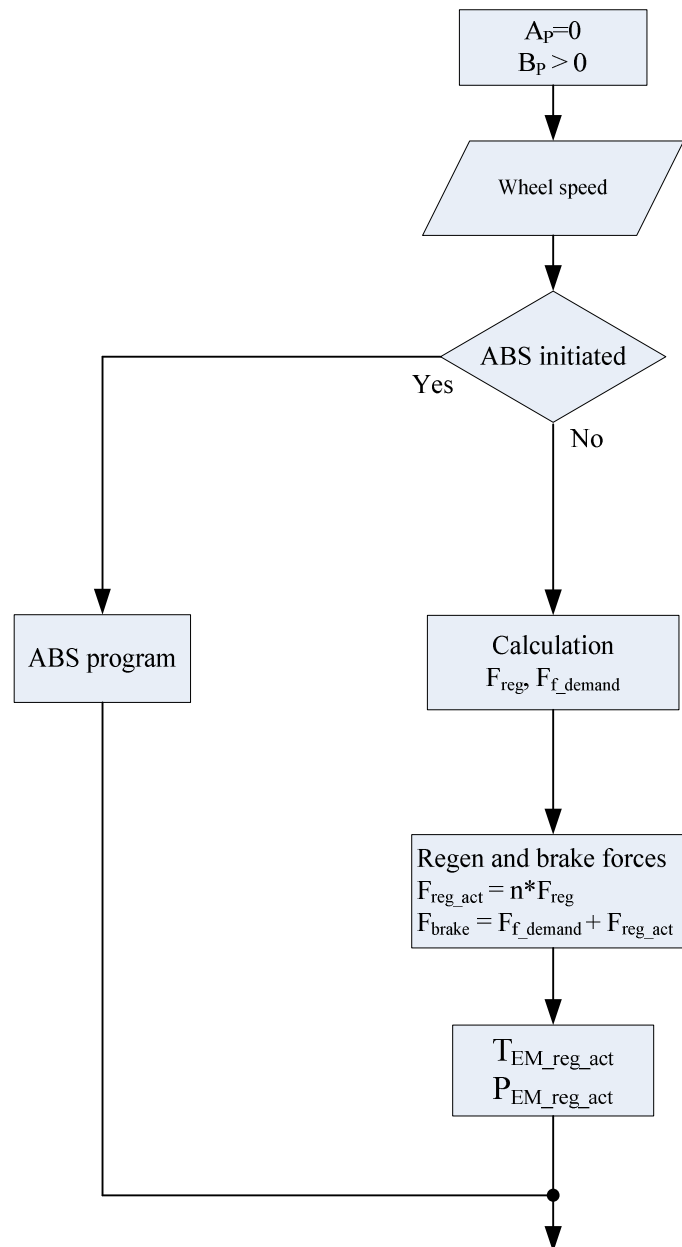 A_P=0
B_P > 0
Wheel speed
ABS initiated
Yes
No
ABS program
Calculation
F_reg, F_f_demand
Regen and brake forces
F_reg_act = n*F_reg
F_brake = F_f_demand + F_reg_act
T_EM_reg_act
P_EM_reg_act